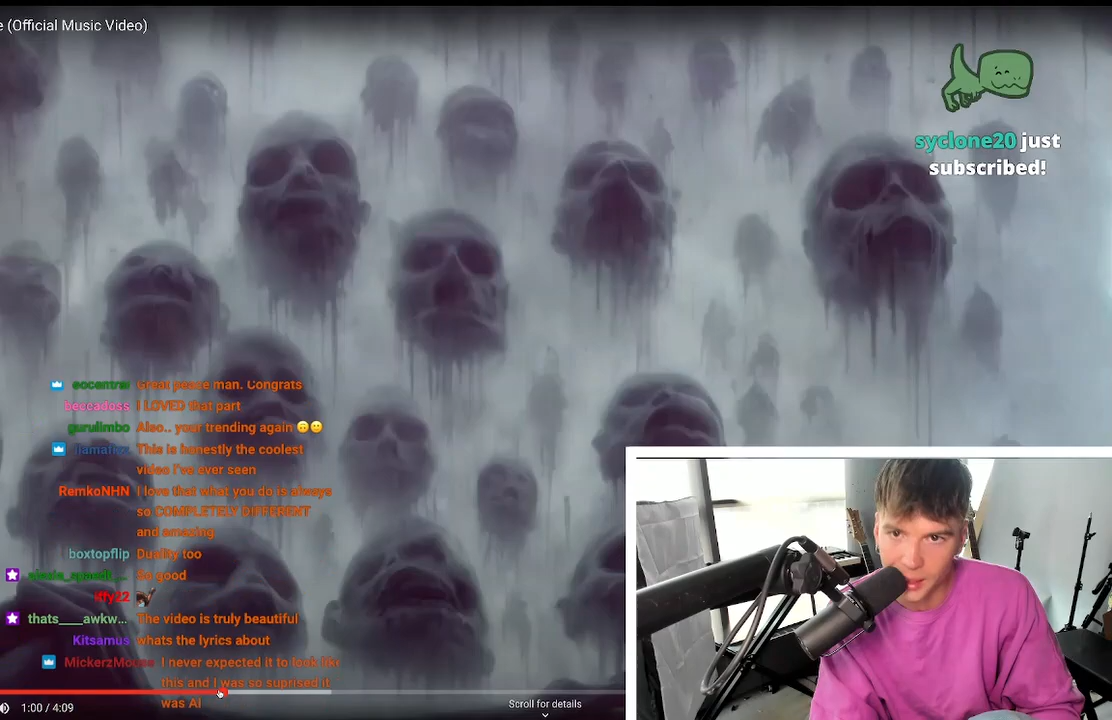 e (Official Music Video)
syclone20 just
subscribed!
eocentral Great peace man. Congrats
beccadoss I LOVED that part
gurulimbo Also.. your trending again 🙃🙂
This is honestly the coolest
video I've ever seen
RemkoNHN I love that what you do is always
so COMPLETELY DIFFERENT
and amazing
boxtopflip Duality too
So good
thats____awkw... The video is truly beautiful
Kitsamus whats the lyrics about
MickerzMouse I never expected it to look like
this and I was so suprised it
was AI
1:00 / 4:09
Scroll for details